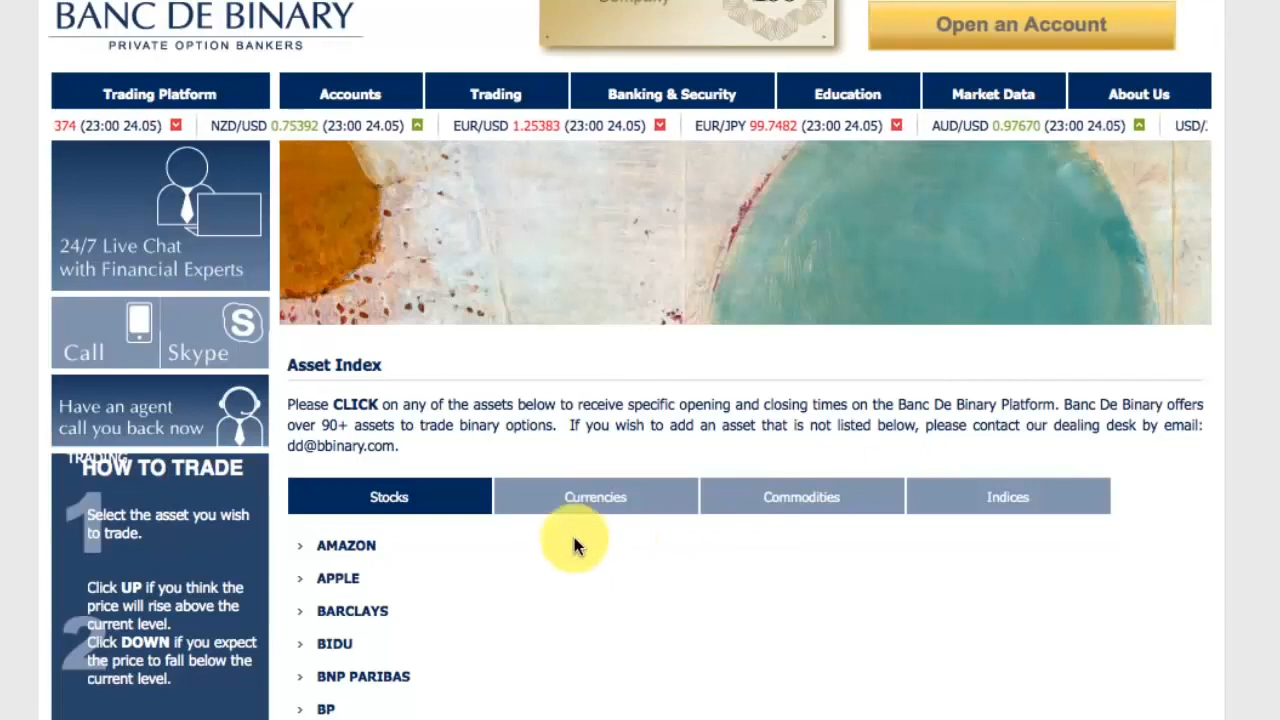 BANC DE BINARY
PRIVATE OPTION BANKERS
Company
Open an Account
Trading Platform
Accounts
Trading
Banking & Security
Education
Market Data
About Us
374 (23:00 24.05) NZD/USD 0.75392 (23:00 24.05) EUR/USD 1.25383 (23:00 24.05) EUR/JPY 99.7482 (23:00 24.05) AUD/USD 0.97670 (23:00 24.05) USD/
24/7 Live Chat
with Financial Experts
Call
Skype
Have an agent
call you back now
TRADING
HOW TO TRADE
1
Select the asset you wish
to trade.
2
Click UP if you think the
price will rise above the
current level.
Click DOWN if you expect
the price to fall below the
current level.
Asset Index
Please CLICK on any of the assets below to receive specific opening and closing times on the Banc De Binary Platform. Banc De Binary offers
over 90+ assets to trade binary options. If you wish to add an asset that is not listed below, please contact our dealing desk by email:
dd@bbinary.com.
Stocks
Currencies
Commodities
Indices
AMAZON
APPLE
BARCLAYS
BIDU
BNP PARIBAS
BP